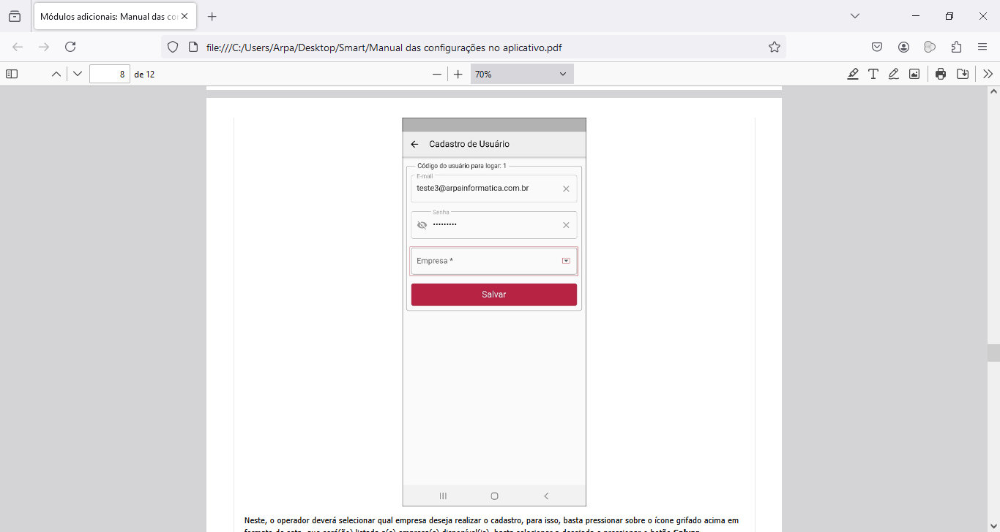 Módulos adicionais: Manual das co
file:///C:/Users/Arpa/Desktop/Smart/Manual das configurações no aplicativo.pdf
8 de 12
70%
Cadastro de Usuário
Código do usuário para logar: 1
E-mail
teste3@arpainformatica.com.br
Senha
•••••••••
Empresa *
Salvar
Neste, o operador deverá selecionar qual empresa deseja realizar o cadastro, para isso, basta pressionar sobre o ícone grifado acima em